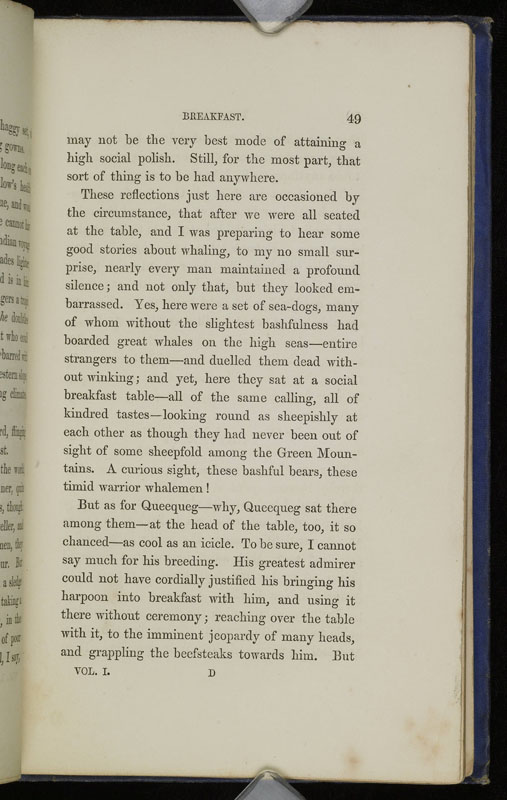 BREAKFAST. 49
may not be the very best mode of attaining a
high social polish. Still, for the most part, that
sort of thing is to be had anywhere.
These reflections just here are occasioned by
the circumstance, that after we were all seated
at the table, and I was preparing to hear some
good stories about whaling, to my no small sur-
prise, nearly every man maintained a profound
silence; and not only that, but they looked em-
barrassed. Yes, here were a set of sea-dogs, many
of whom without the slightest bashfulness had
boarded great whales on the high seas—entire
strangers to them—and duelled them dead with-
out winking; and yet, here they sat at a social
breakfast table—all of the same calling, all of
kindred tastes—looking round as sheepishly at
each other as though they had never been out of
sight of some sheepfold among the Green Moun-
tains. A curious sight, these bashful bears, these
timid warrior whalemen!
But as for Queequeg—why, Queequeg sat there
among them—at the head of the table, too, it so
chanced—as cool as an icicle. To be sure, I cannot
say much for his breeding. His greatest admirer
could not have cordially justified his bringing his
harpoon into breakfast with him, and using it
there without ceremony; reaching over the table
with it, to the imminent jeopardy of many heads,
and grappling the beefsteaks towards him. But
VOL. I. D